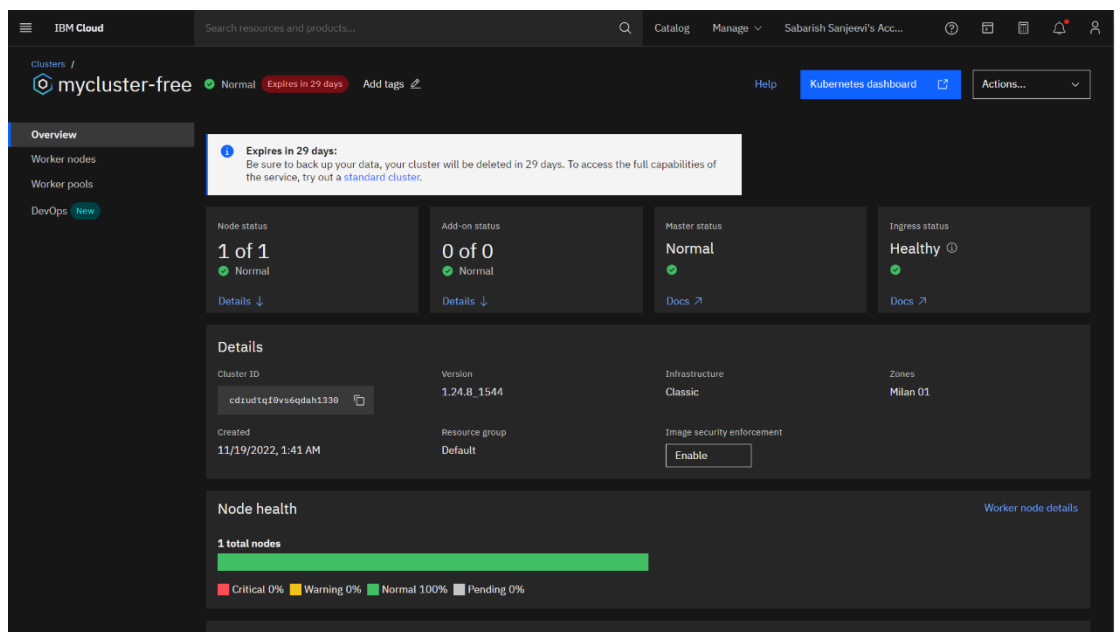 IBM Cloud
Search resources and products...
Catalog
Manage
Sabarish Sanjeevi's Acc...
Clusters /
mycluster-free
Normal
Expires in 29 days
Add tags
Help
Kubernetes dashboard
Actions...
Overview
Worker nodes
Worker pools
DevOps New
Expires in 29 days:
Be sure to back up your data, your cluster will be deleted in 29 days. To access the full capabilities of
the service, try out a standard cluster.
Node status
1 of 1
Normal
Details
Add-on status
0 of 0
Normal
Details
Master status
Normal
Docs
Ingress status
Healthy
Docs
Details
Cluster ID
cdrudtqf0vs6qdah1330
Version
1.24.8_1544
Infrastructure
Classic
Zones
Milan 01
Created
11/19/2022, 1:41 AM
Resource group
Default
Image security enforcement
Enable
Node health
Worker node details
1 total nodes
Critical 0% Warning 0% Normal 100% Pending 0%